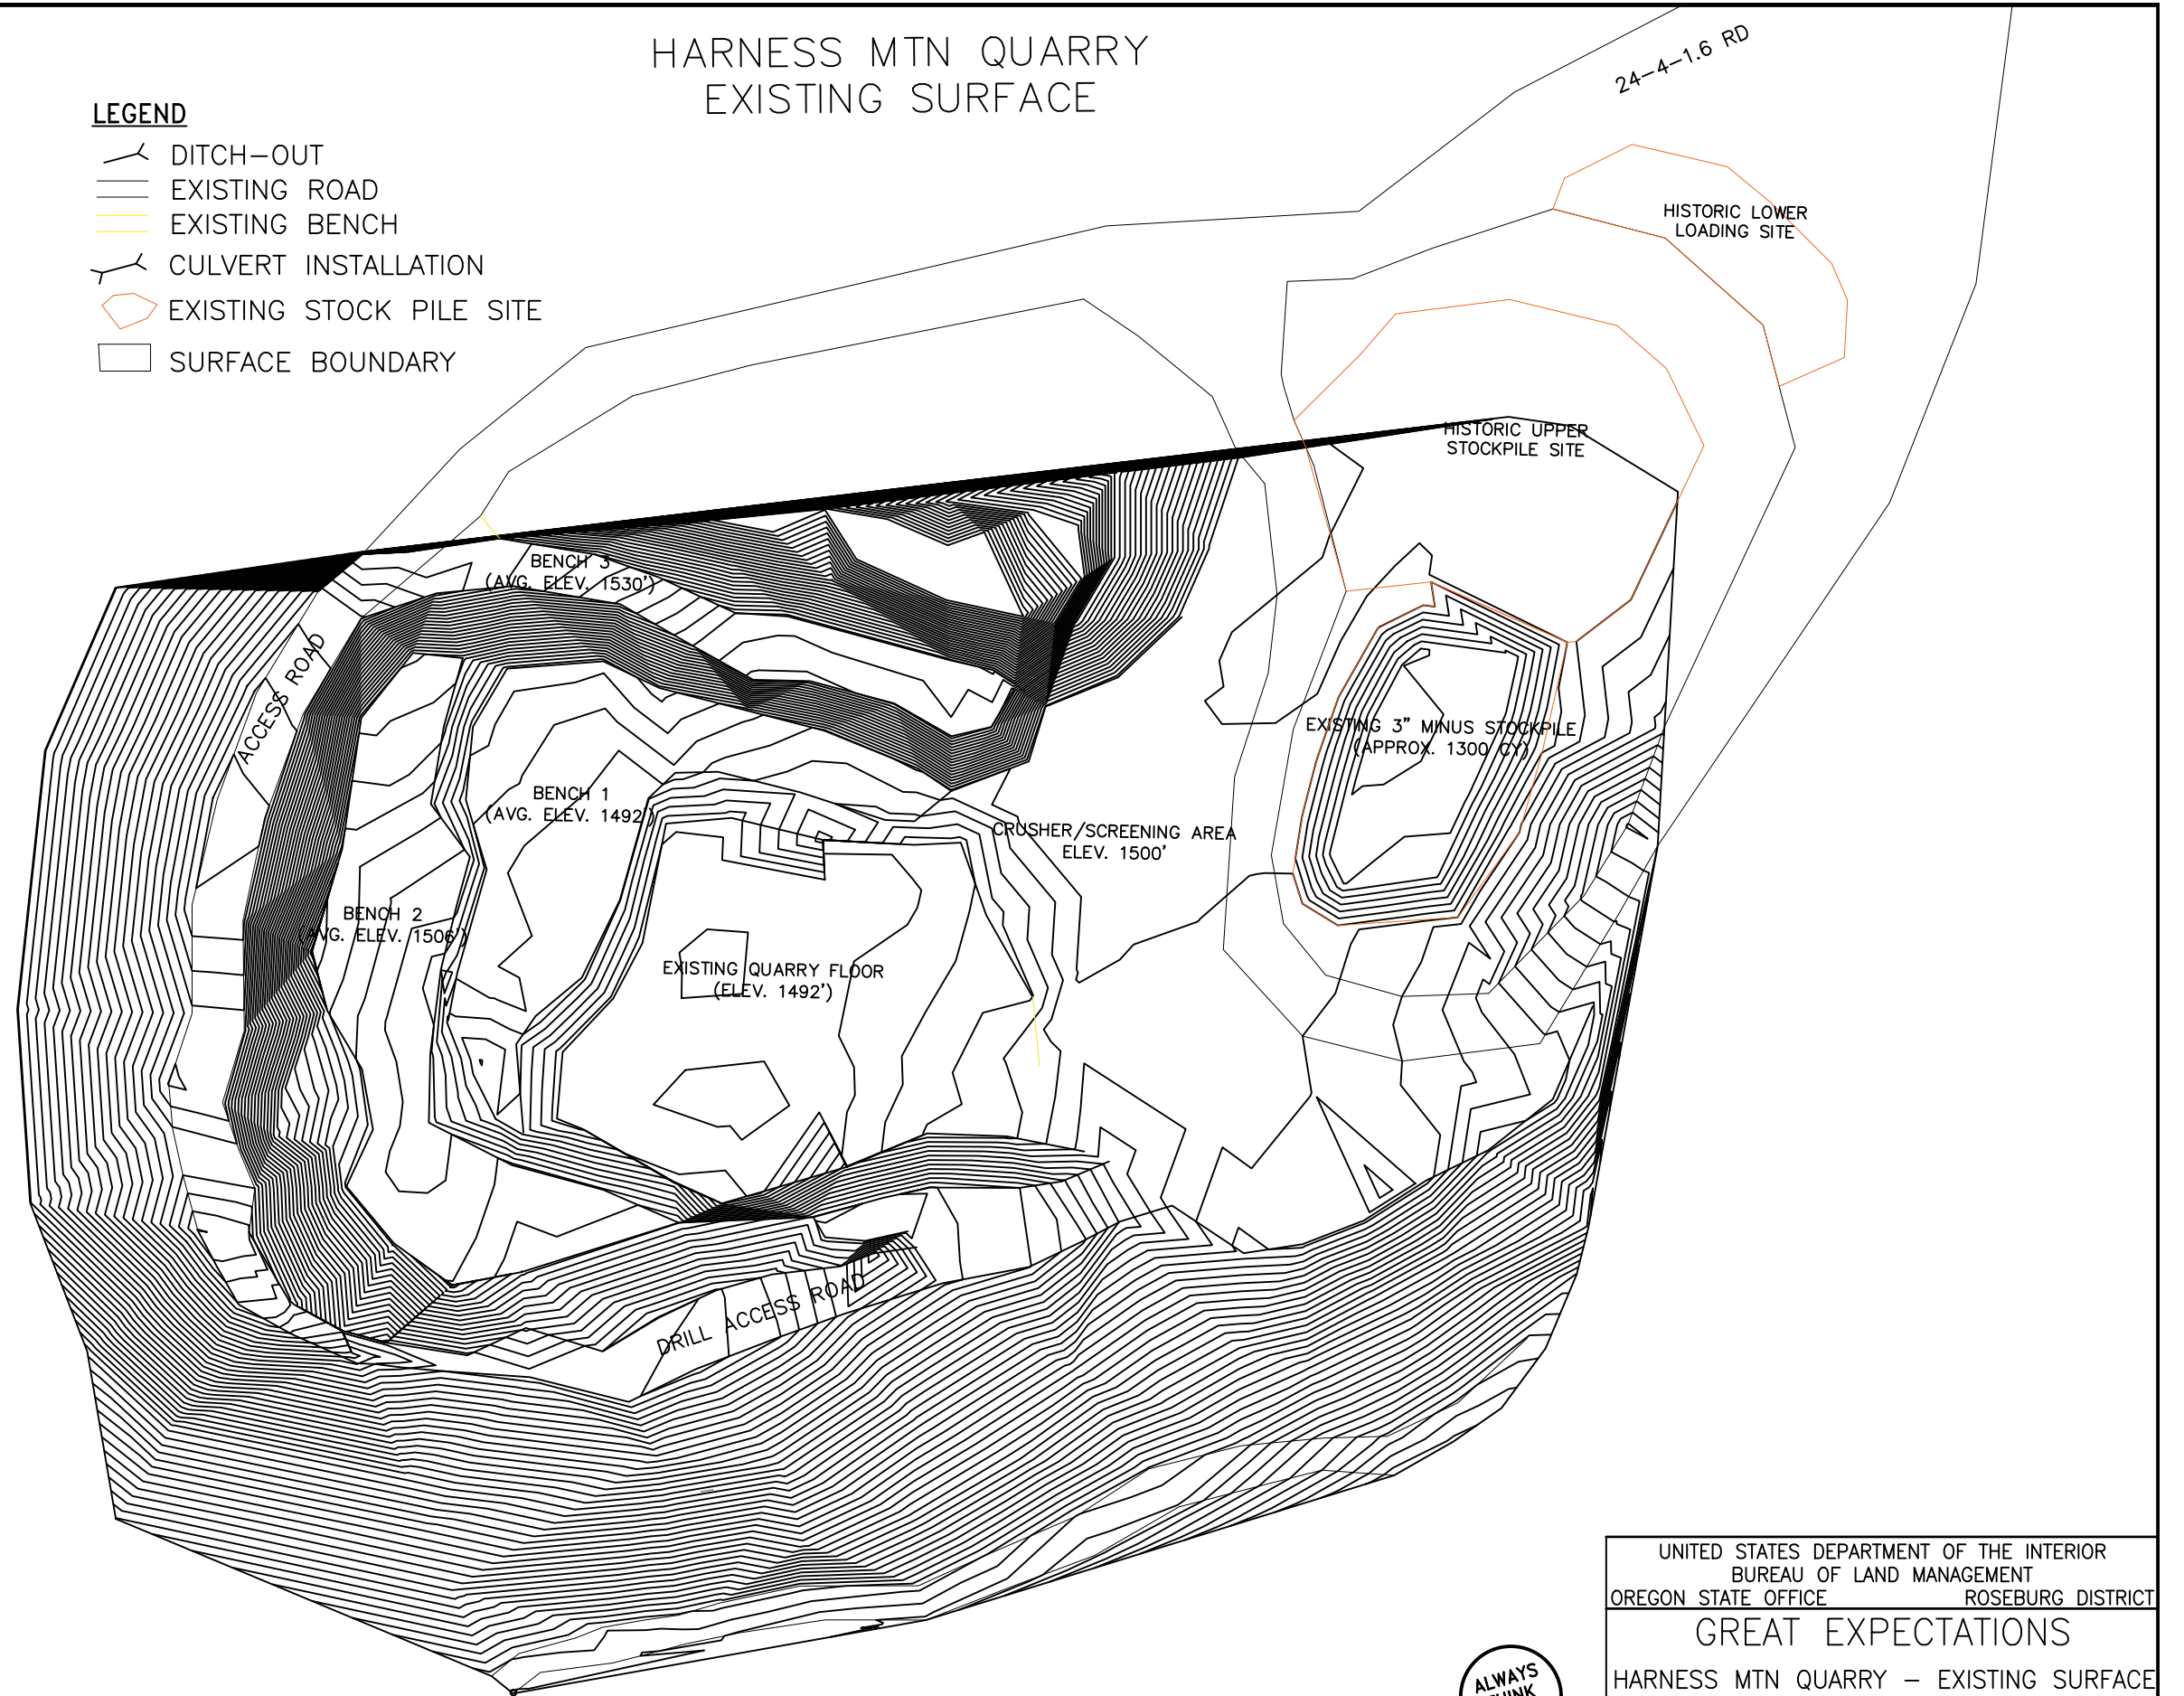 HARNESS MTN QUARRY
EXISTING SURFACE
24-4-1.6 RD
LEGEND
DITCH-OUT
EXISTING ROAD
EXISTING BENCH
CULVERT INSTALLATION
EXISTING STOCK PILE SITE
SURFACE BOUNDARY
HISTORIC LOWER
LOADING SITE
HISTORIC UPPER
STOCKPILE SITE
BENCH 3
(AVG. ELEV. 1530')
ACCESS ROAD
EXISTING 3" MINUS STOCKPILE
(APPROX. 1300 CY)
BENCH 1
(AVG. ELEV. 1492')
CRUSHER/SCREENING AREA
ELEV. 1500'
BENCH 2
(AVG. ELEV. 1506')
EXISTING QUARRY FLOOR
(ELEV. 1492')
DRILL ACCESS ROAD
UNITED STATES DEPARTMENT OF THE INTERIOR
BUREAU OF LAND MANAGEMENT
OREGON STATE OFFICE ROSEBURG DISTRICT
GREAT EXPECTATIONS
HARNESS MTN QUARRY - EXISTING SURFACE
ALWAYS
THINK